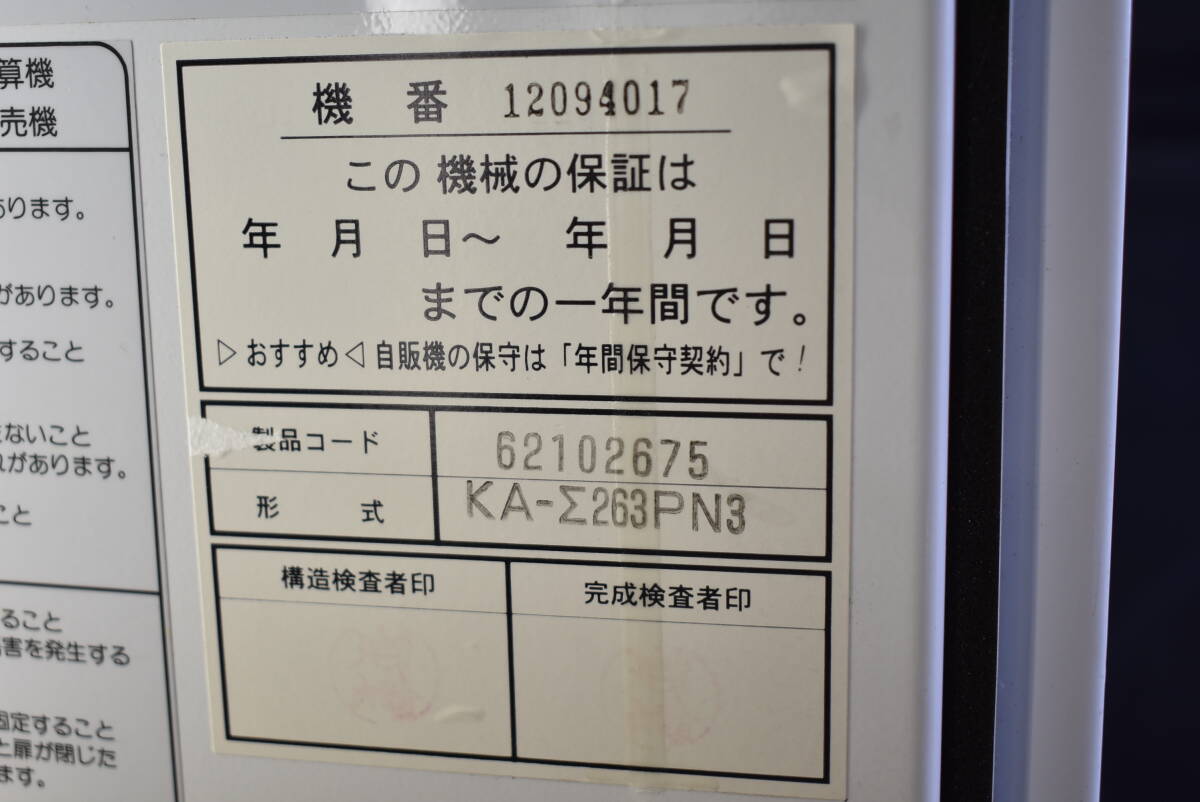 算機
売機
あります。
があります。
すること
ないこと
があります。
こと
ること
害を発生する
固定すること
と扉が閉じた
ます。
機 番 12094017
この機械の保証は
年 月 日～ 年 月 日
までの一年間です。
▷おすすめ◁自販機の保守は「年間保守契約」で!
製品コード 62102675
形 式 KA-Σ263PN3
構造検査者印 完成検査者印